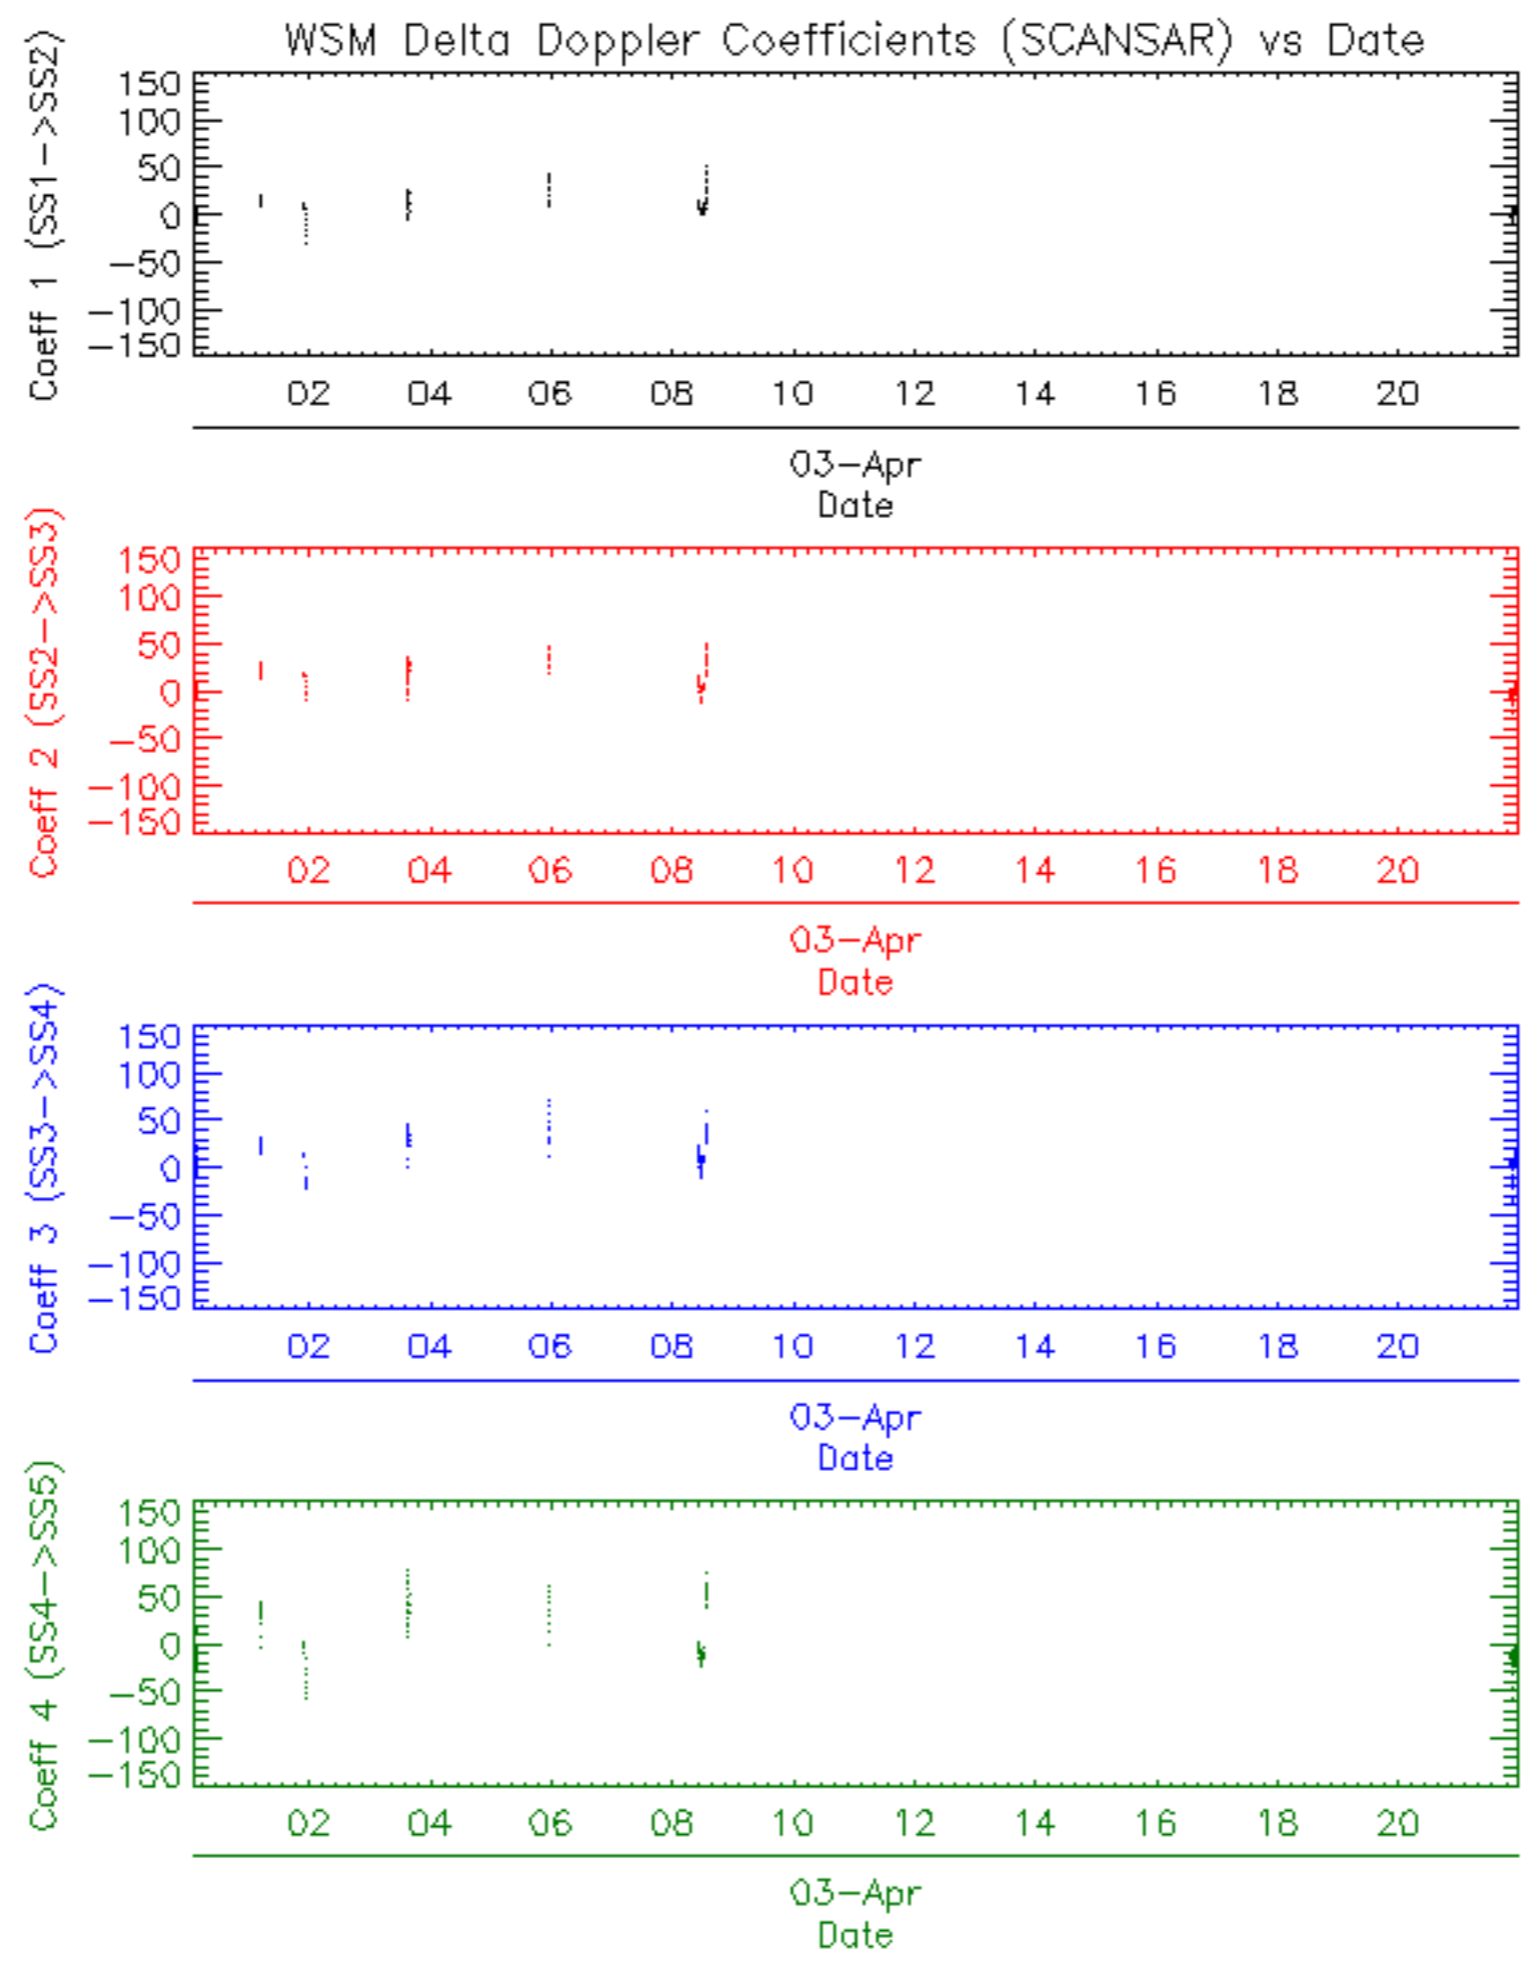 WSM Delta Doppler Coefficients (SCANSAR) vs Date
Coeff 1 (SS1->SS2)
150
100
50
0
-50
-100
-150
02 04 06 08 10 12 14 16 18 20
03-Apr
Date
Coeff 2 (SS2->SS3)
150
100
50
0
-50
-100
-150
02 04 06 08 10 12 14 16 18 20
03-Apr
Date
Coeff 3 (SS3->SS4)
150
100
50
0
-50
-100
-150
02 04 06 08 10 12 14 16 18 20
03-Apr
Date
Coeff 4 (SS4->SS5)
150
100
50
0
-50
-100
-150
02 04 06 08 10 12 14 16 18 20
03-Apr
Date